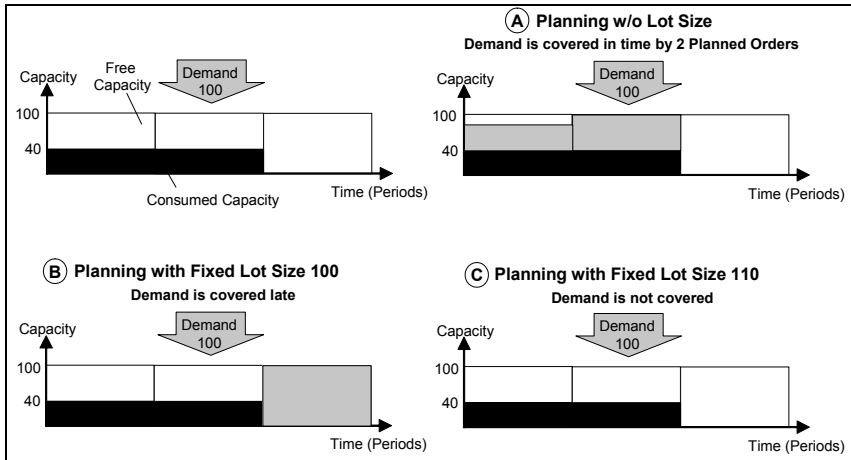 Capacity
Free
Capacity
Demand
100
100
40
Consumed Capacity
Time (Periods)
A Planning w/o Lot Size
Demand is covered in time by 2 Planned Orders
Capacity
Demand
100
100
40
Time (Periods)
B Planning with Fixed Lot Size 100
Demand is covered late
Capacity
Demand
100
100
40
Time (Periods)
C Planning with Fixed Lot Size 110
Demand is not covered
Capacity
Demand
100
100
40
Time (Periods)